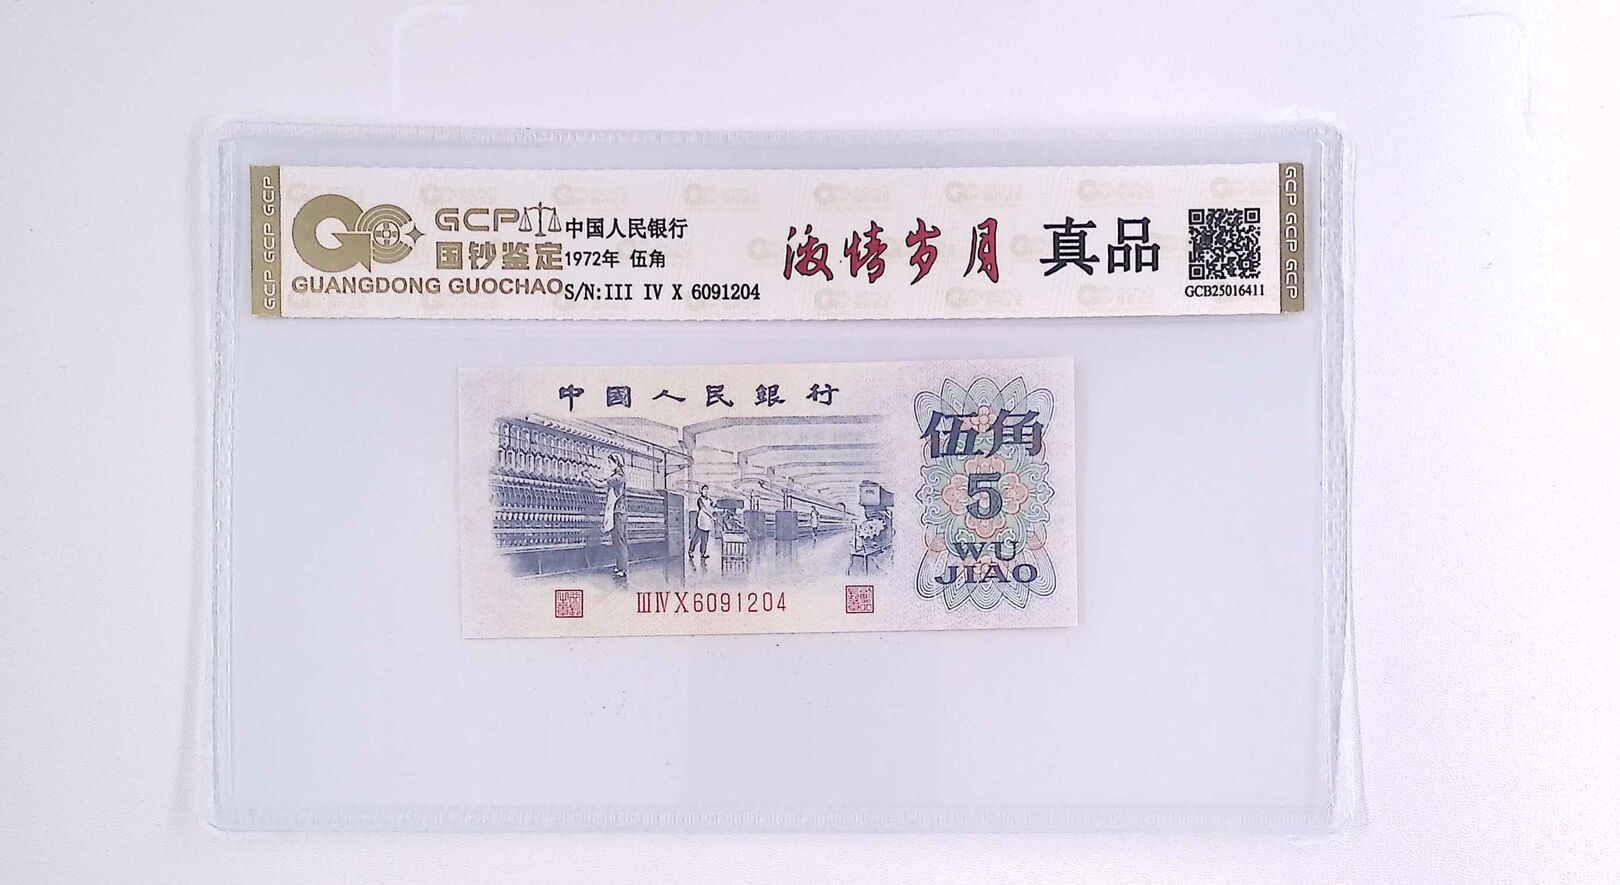 GCP GCP GCP
GCP
国钞鉴定
GUANGDONG GUOCHAO
中国人民银行
1972年 伍角
S/N:III IV X 6091204
激情岁月
真品
GCB25016411
GCP GCP GCP
中國人民銀行
伍角
5
WU
JIAO
ⅢⅣⅩ6091204